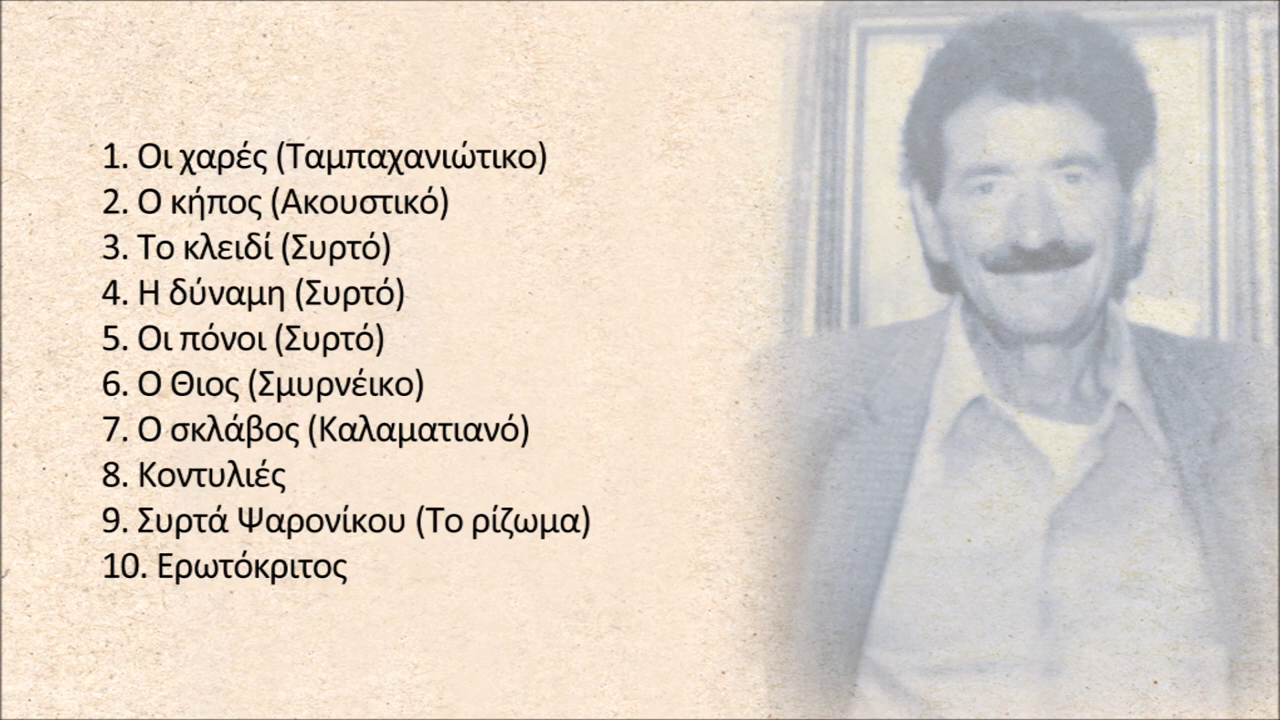 1. Οι χαρές (Ταμπαχανιώτικο)
2. Ο κήπος (Ακουστικό)
3. Το κλειδί (Συρτό)
4. Η δύναμη (Συρτό)
5. Οι πόνοι (Συρτό)
6. Ο Θιος (Σμυρνέικο)
7. Ο σκλάβος (Καλαματιανό)
8. Κοντυλιές
9. Συρτά Ψαρονίκου (Το ρίζωμα)
10. Ερωτόκριτος